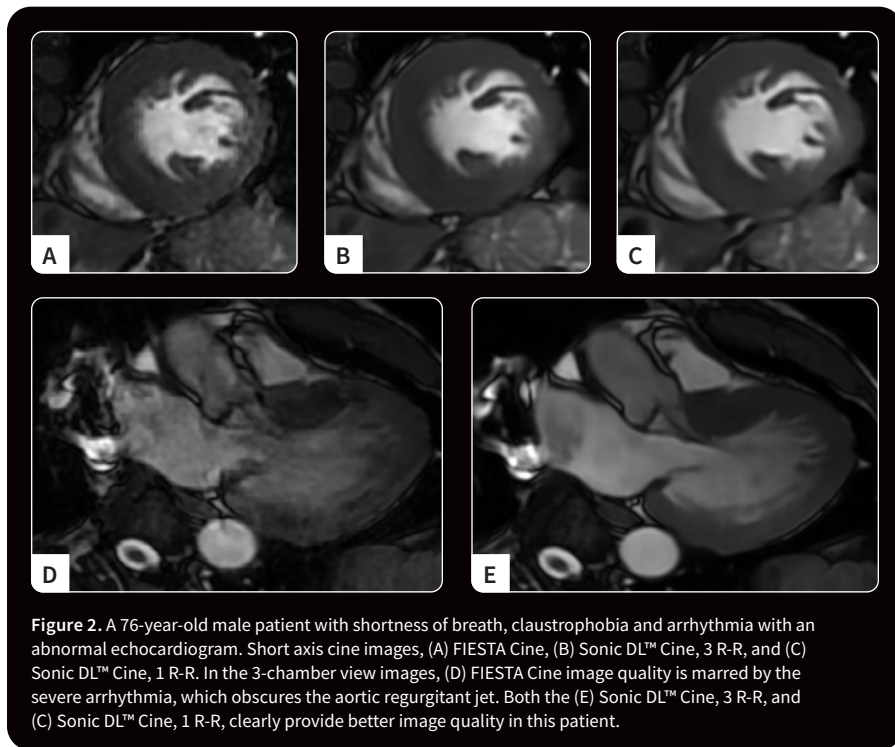 A
B
C
D
E
Figure 2. A 76-year-old male patient with shortness of breath, claustrophobia and arrhythmia with an
abnormal echocardiogram. Short axis cine images, (A) FIESTA Cine, (B) Sonic DL™ Cine, 3 R-R, and (C)
Sonic DL™ Cine, 1 R-R. In the 3-chamber view images, (D) FIESTA Cine image quality is marred by the
severe arrhythmia, which obscures the aortic regurgitant jet. Both the (E) Sonic DL™ Cine, 3 R-R, and
(C) Sonic DL™ Cine, 1 R-R, clearly provide better image quality in this patient.